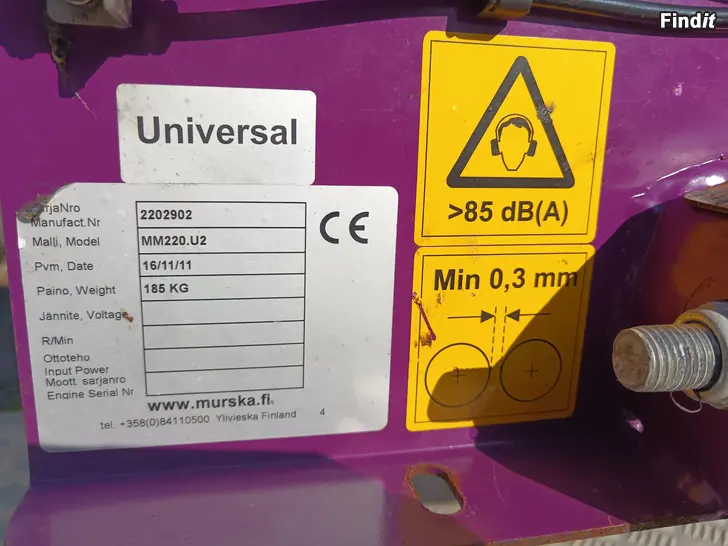 Findit
Universal
Manufact.Nr 2202902
Malli, Model MM220.U2
Pvm, Date 16/11/11
Paino, Weight 185 KG
Jännite, Voltage
R/Min
Ottoteho
Input Power
Moott. sarjanro
Engine Serial Nr
www.murska.fi
tel. +358(0)84110500 Ylivieska Finland 4
CE
>85 dB(A)
Min 0,3 mm